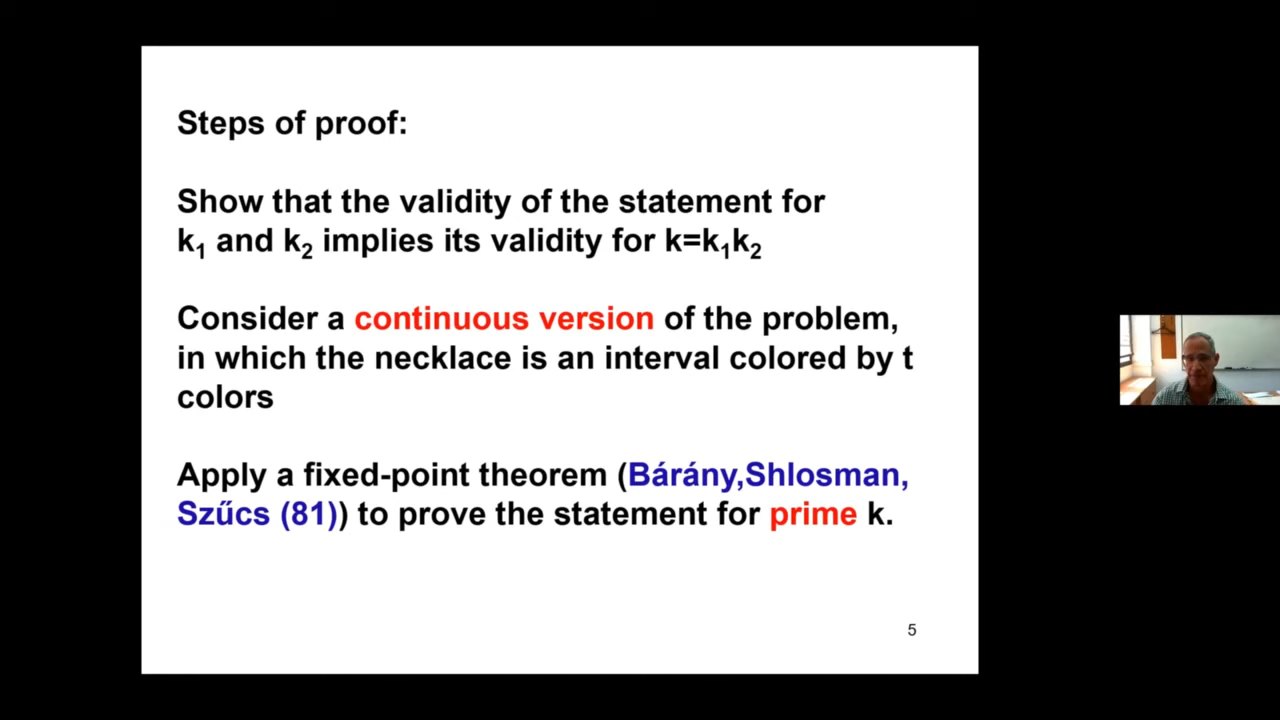 Steps of proof:
Show that the validity of the statement for
k₁ and k₂ implies its validity for k=k₁k₂
Consider a continuous version of the problem,
in which the necklace is an interval colored by t
colors
Apply a fixed-point theorem (Bárány,Shlosman,
Szűcs (81)) to prove the statement for prime k.
5